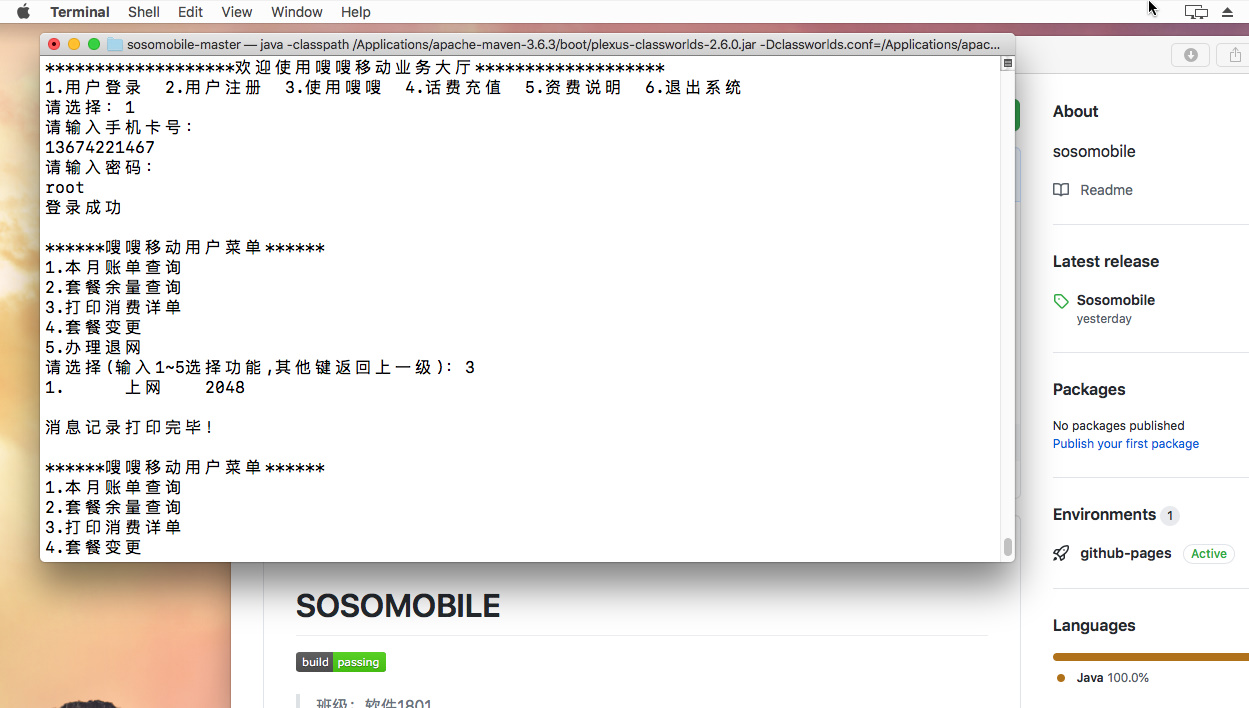 Terminal Shell Edit View Window Help
sosomobile-master — java -classpath /Applications/apache-maven-3.6.3/boot/plexus-classworlds-2.6.0.jar -Dclassworlds.conf=/Applications/apac...
*******************欢迎使用嗖嗖移动业务大厅*******************
1.用户登录 2.用户注册 3.使用嗖嗖 4.话费充值 5.资费说明 6.退出系统
请选择: 1
请输入手机卡号:
13674221467
请输入密码:
root
登录成功
******嗖嗖移动用户菜单******
1.本月账单查询
2.套餐余量查询
3.打印消费详单
4.套餐变更
5.办理退网
请选择(输入1~5选择功能,其他键返回上一级): 3
1. 上网 2048
消息记录打印完毕!
******嗖嗖移动用户菜单******
1.本月账单查询
2.套餐余量查询
3.打印消费详单
4.套餐变更
SOSOMOBILE
build passing
班级：软件1801
About
sosomobile
Readme
Latest release
Sosomobile
yesterday
Packages
No packages published
Publish your first package
Environments 1
github-pages Active
Languages
Java 100.0%